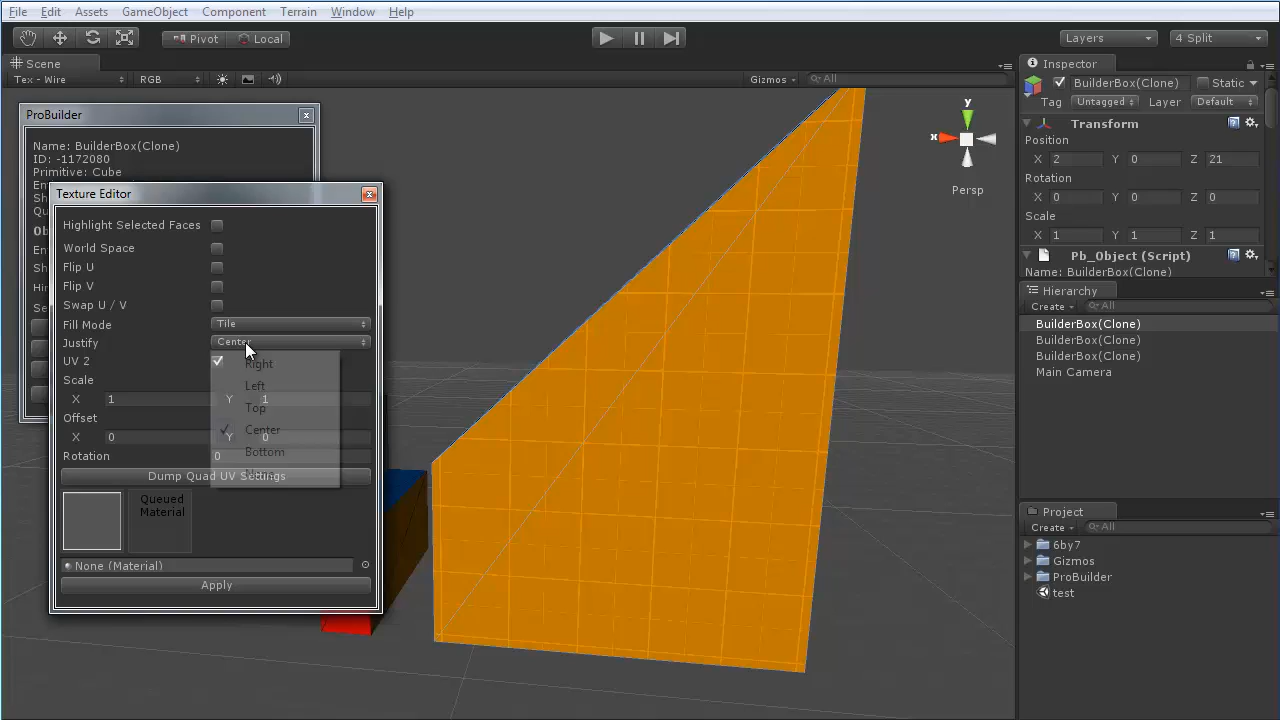 File Edit Assets GameObject Component Terrain Window Help
Pivot Local Layers 4 Split
Scene
Tex - Wire RGB Gizmos All
ProBuilder
Name: BuilderBox(Clone)
ID: -1172080
Primitive: Cube
Texture Editor
Highlight Selected Faces
World Space
Flip U
Flip V
Swap U / V
Fill Mode Tile
Justify Center
UV 2
Right
Left
Top
Center
Bottom
Scale
X 1 Y 1
Offset
X 0 Y 0
Rotation 0
Dump Quad UV Settings
Queued
Material
None (Material)
Apply
y
x
Persp
Inspector
BuilderBox(Clone) Static
Tag Untagged Layer Default
Transform
Position
X 2 Y 0 Z 21
Rotation
X 0 Y 0 Z 0
Scale
X 1 Y 1 Z 1
Pb_Object (Script)
Name: BuilderBox(Clone)
Hierarchy
Create All
BuilderBox(Clone)
BuilderBox(Clone)
BuilderBox(Clone)
Main Camera
Project
Create All
6by7
Gizmos
ProBuilder
test